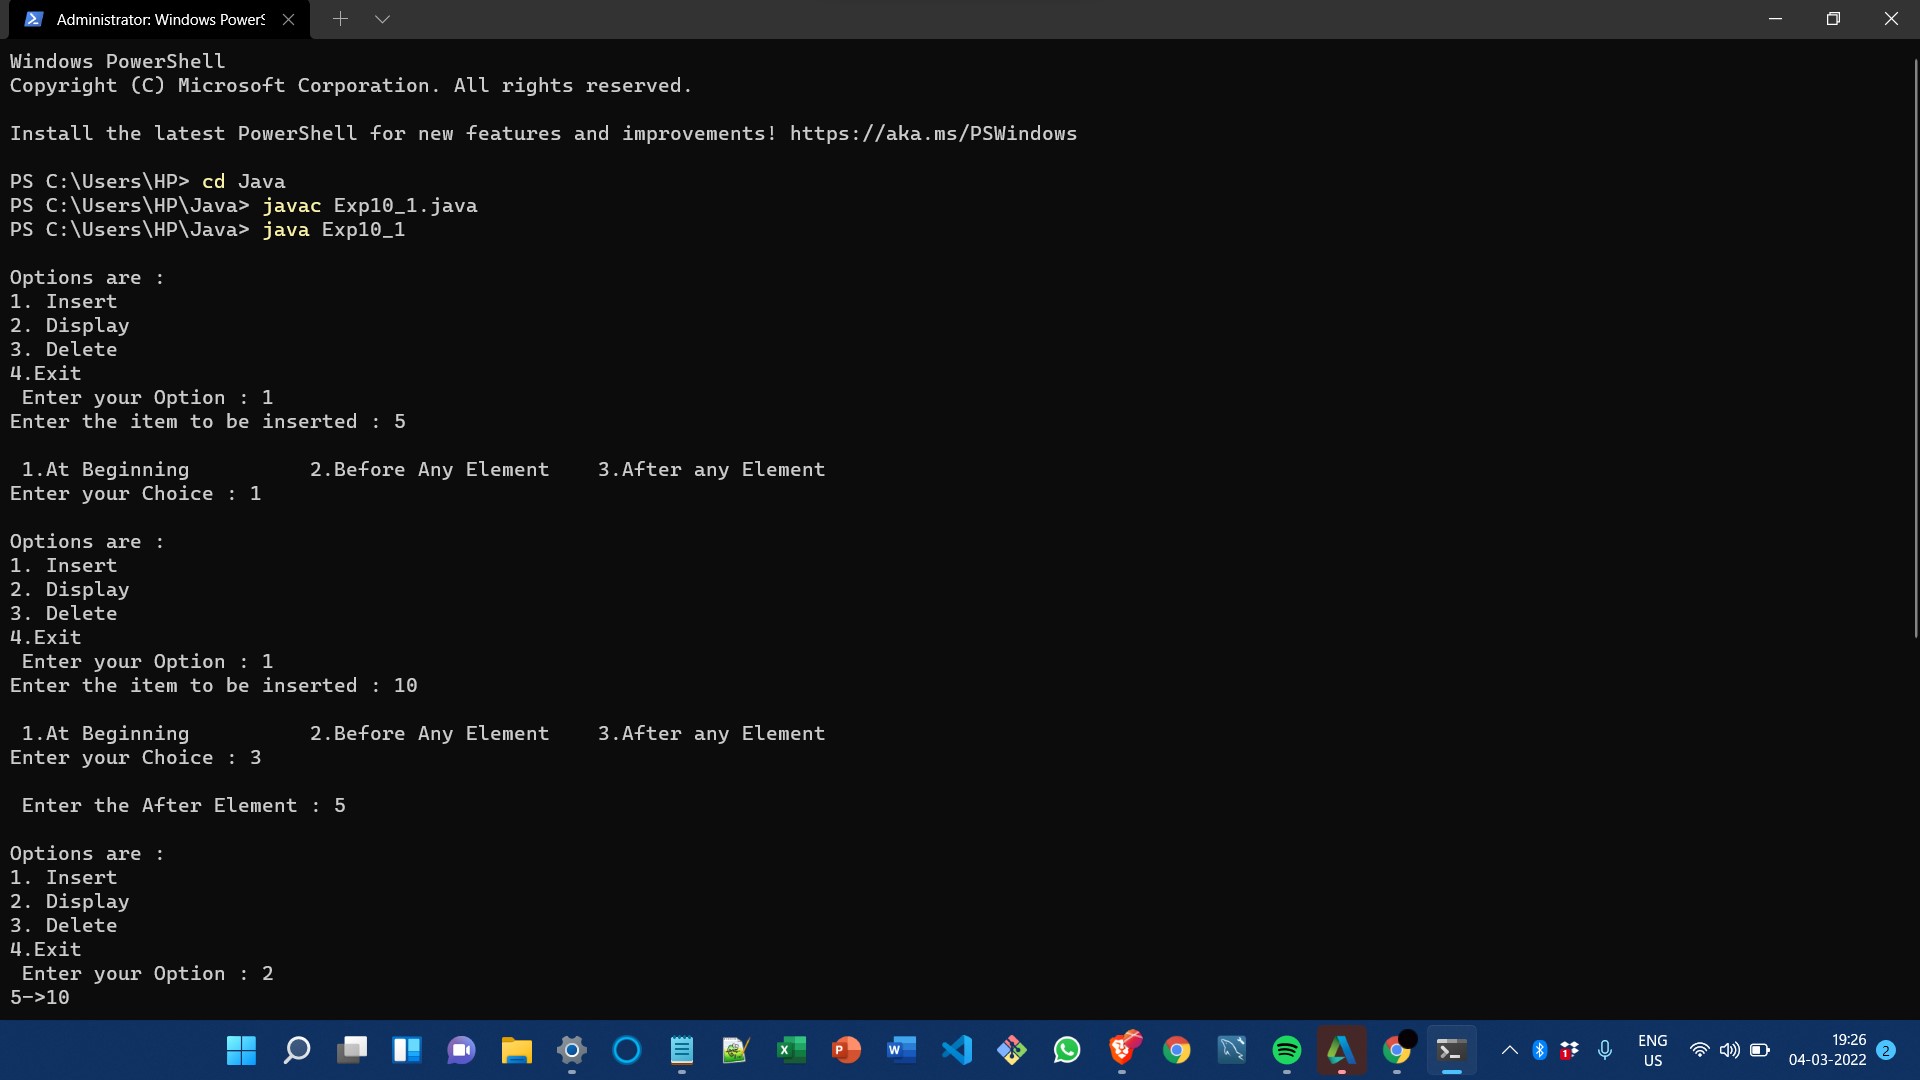 Administrator: Windows PowerS
Windows PowerShell
Copyright (C) Microsoft Corporation. All rights reserved.
Install the latest PowerShell for new features and improvements! https://aka.ms/PSWindows
PS C:\Users\HP> cd Java
PS C:\Users\HP\Java> javac Exp10_1.java
PS C:\Users\HP\Java> java Exp10_1
Options are :
1. Insert
2. Display
3. Delete
4.Exit
 Enter your Option : 1
Enter the item to be inserted : 5
 1.At Beginning          2.Before Any Element    3.After any Element
Enter your Choice : 1
Options are :
1. Insert
2. Display
3. Delete
4.Exit
 Enter your Option : 1
Enter the item to be inserted : 10
 1.At Beginning          2.Before Any Element    3.After any Element
Enter your Choice : 3
 Enter the After Element : 5
Options are :
1. Insert
2. Display
3. Delete
4.Exit
 Enter your Option : 2
5->10
ENG
US
19:26
04-03-2022
2